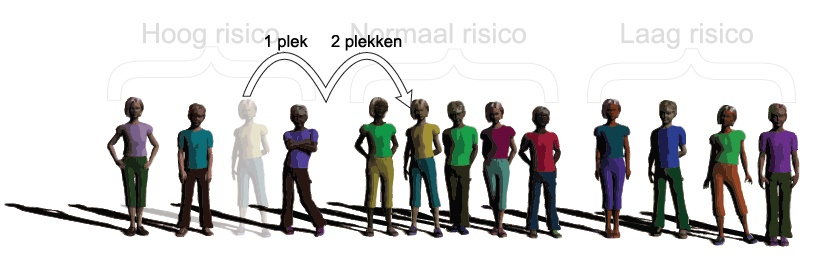 Hoog risico
Normaal risico
Laag risico
1 plek
2 plekken